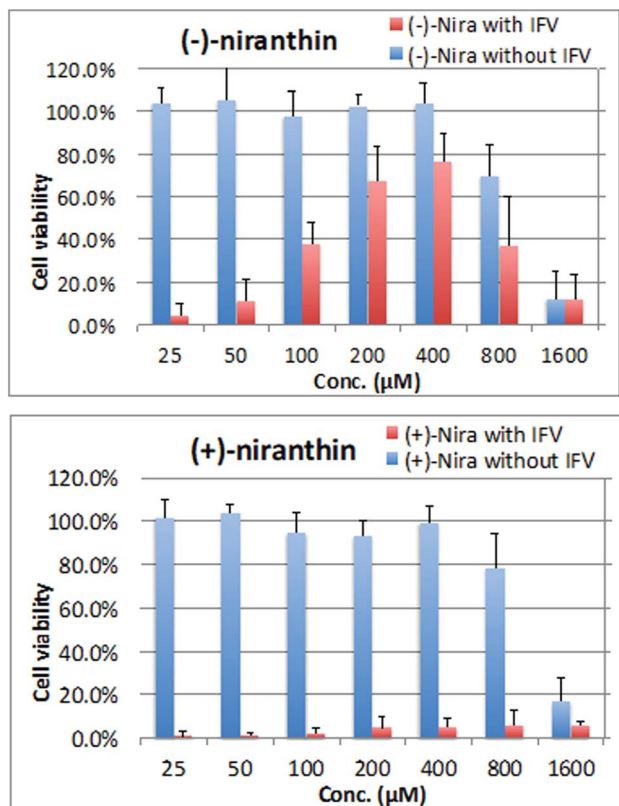 (-)-niranthin
(-)-Nira with IFV
(-)-Nira without IFV
120.0%
100.0%
80.0%
60.0%
40.0%
20.0%
0.0%
Cell viability
25 50 100 200 400 800 1600
Conc. (µM)
(+)-niranthin
(+)-Nira with IFV
(+)-Nira without IFV
120.0%
100.0%
80.0%
60.0%
40.0%
20.0%
0.0%
Cell viability
25 50 100 200 400 800 1600
Conc. (µM)